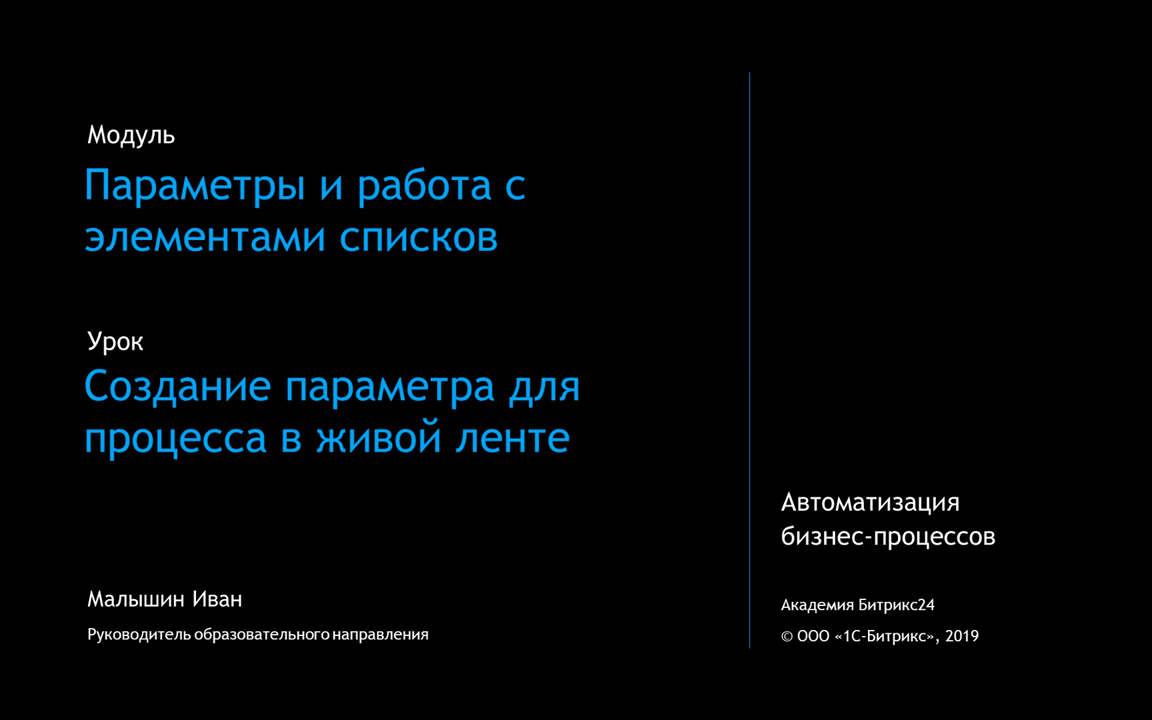 Модуль
Параметры и работа с
элементами списков
Урок
Создание параметра для
процесса в живой ленте
Малышин Иван
Руководитель образовательного направления
Автоматизация
бизнес-процессов
Академия Битрикс24
© ООО «1С-Битрикс», 2019